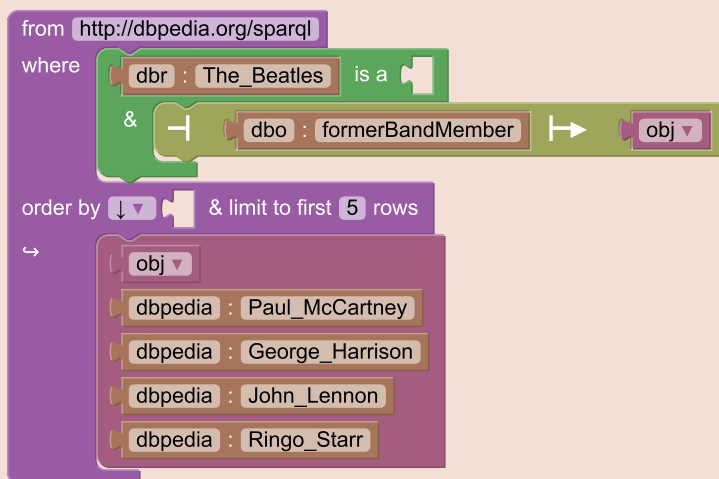 from http://dbpedia.org/sparql
where dbr : The_Beatles is a
& dbo : formerBandMember obj ▾
order by ↓ ▾ & limit to first 5 rows
↪ obj ▾
dbpedia : Paul_McCartney
dbpedia : George_Harrison
dbpedia : John_Lennon
dbpedia : Ringo_Starr